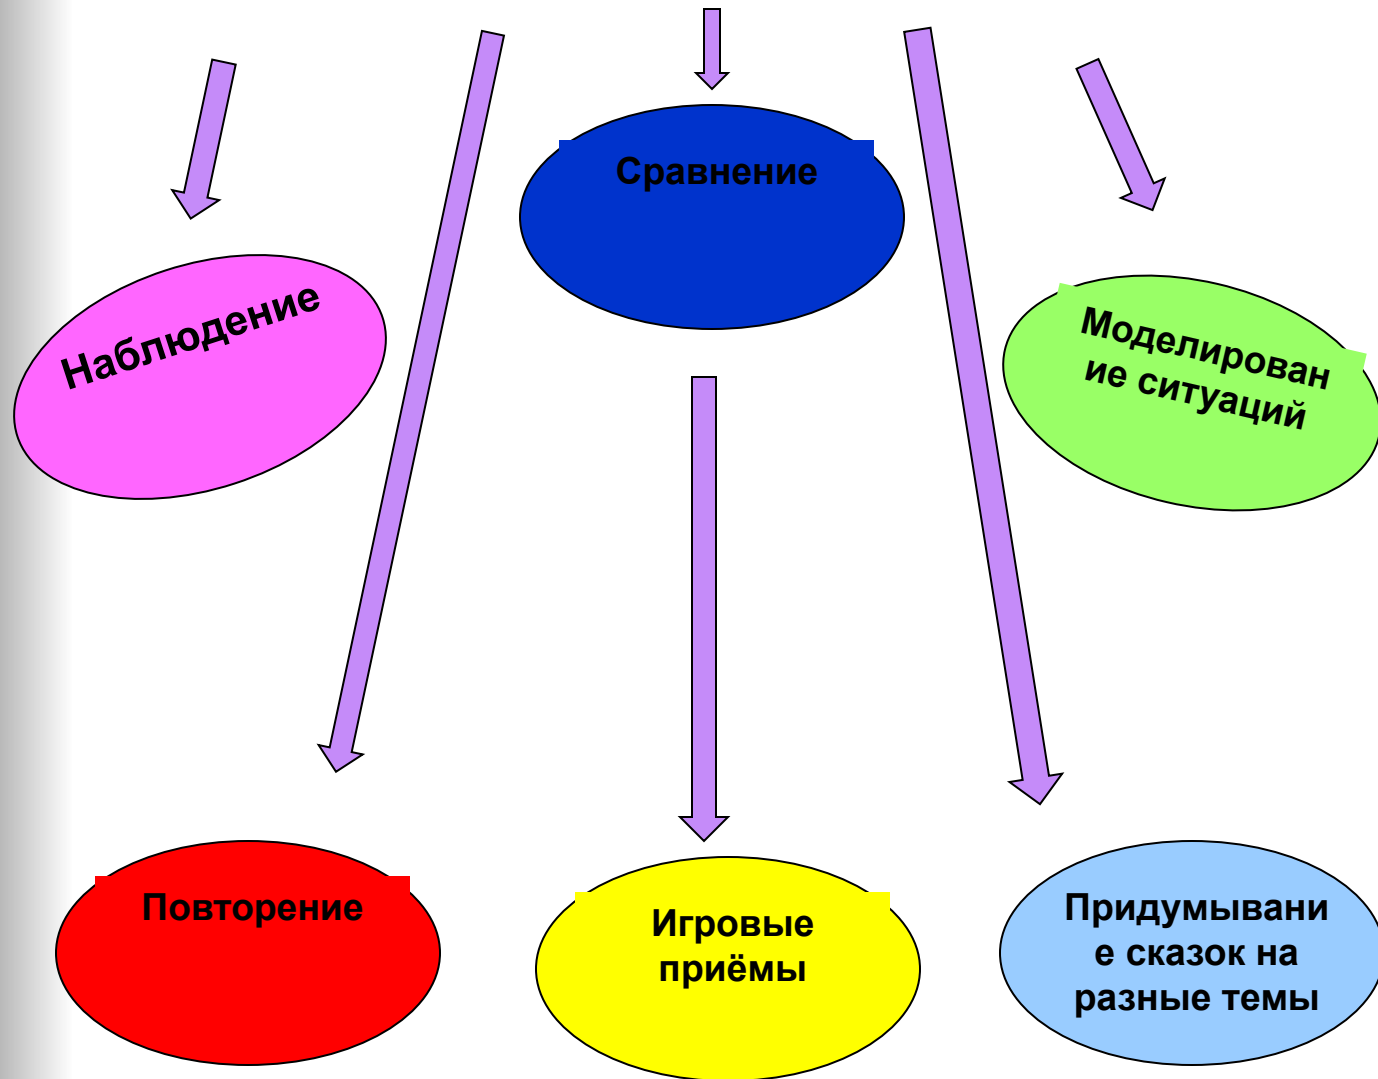 Сравнение
Наблюдение
Моделирован
ие ситуаций
Повторение
Игровые
приёмы
Придумывани
е сказок на
разные темы